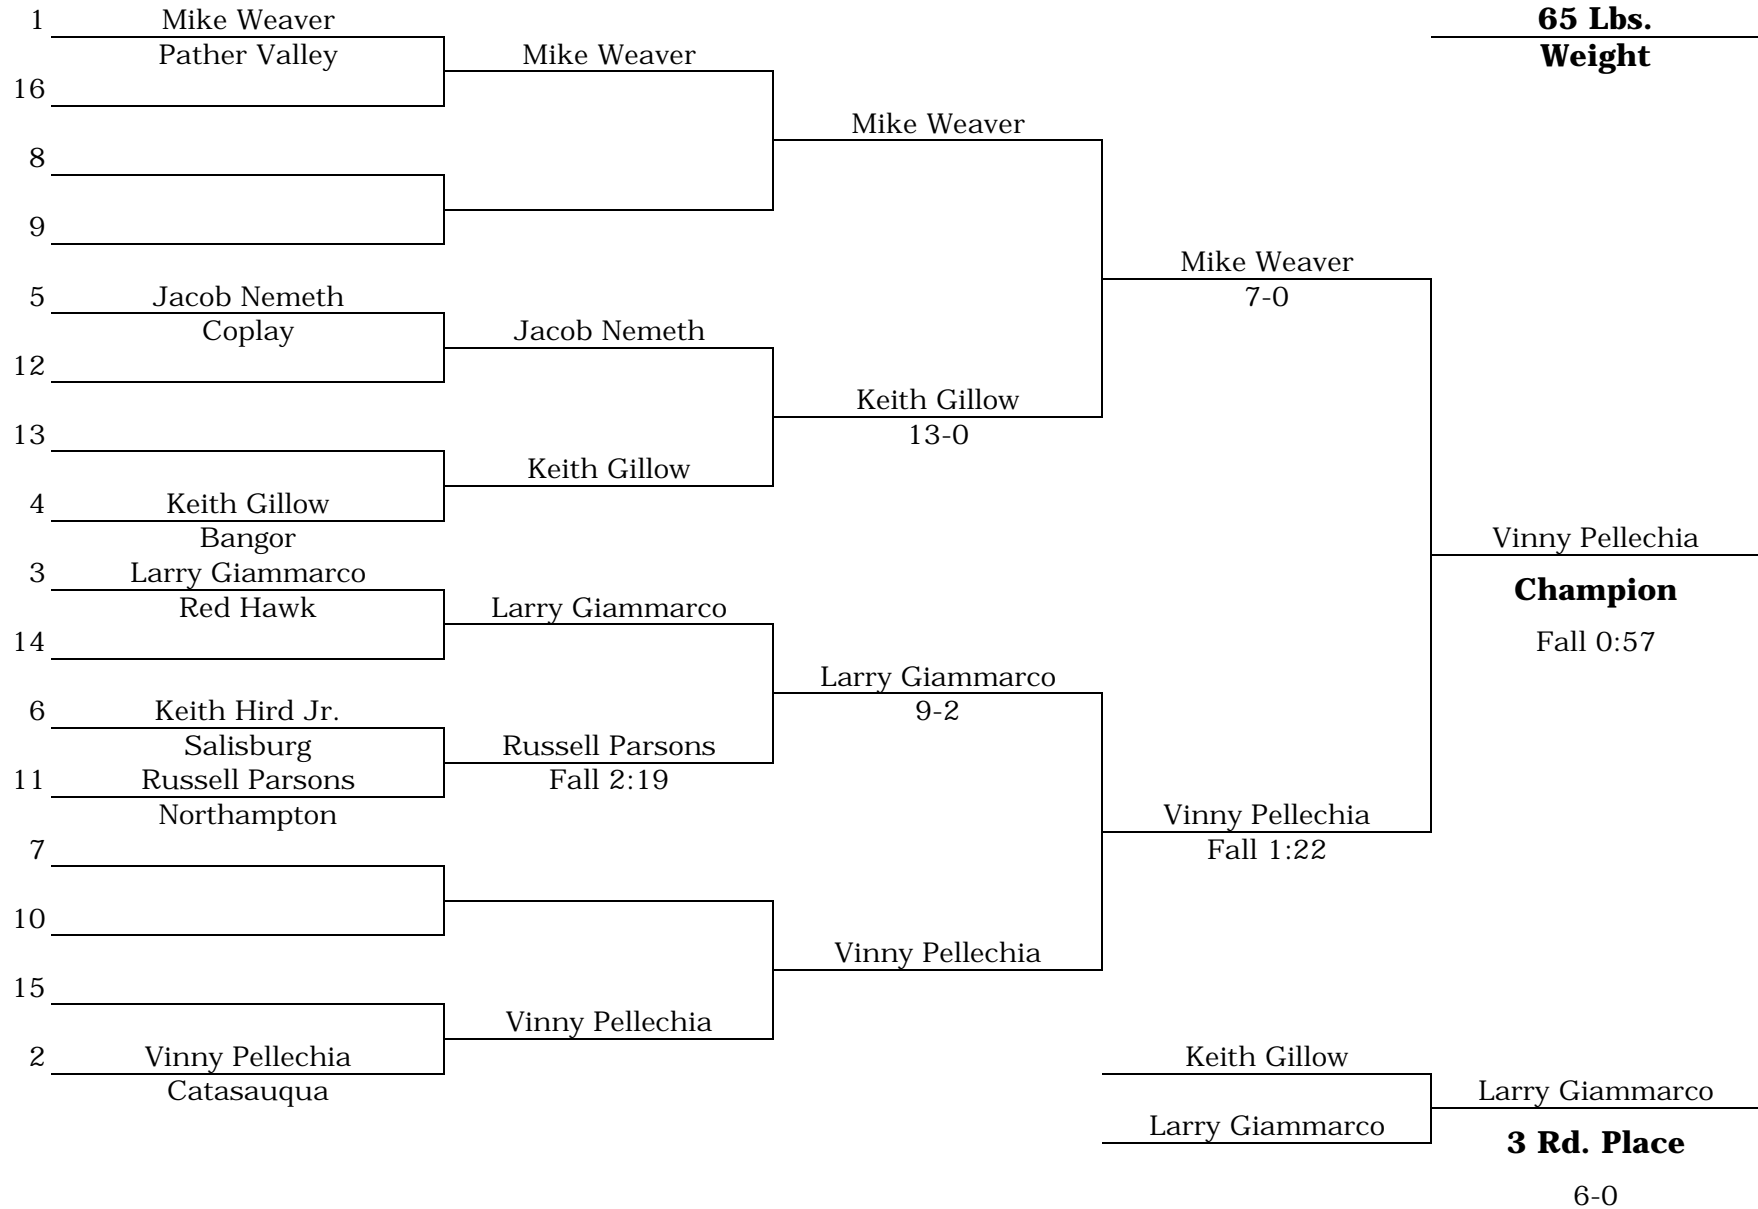 1 Mike Weaver
Pather Valley
16
8
9
5 Jacob Nemeth
Coplay
12
13
4 Keith Gillow
Bangor
3 Larry Giammarco
Red Hawk
14
6 Keith Hird Jr.
Salisburg
11 Russell Parsons
Northampton
7
10
15
2 Vinny Pellechia
Catasauqua
Mike Weaver
Jacob Nemeth
Keith Gillow
Larry Giammarco
Russell Parsons
Fall 2:19
Vinny Pellechia
Mike Weaver
Keith Gillow
13-0
Larry Giammarco
9-2
Vinny Pellechia
Mike Weaver
7-0
Vinny Pellechia
Fall 1:22
Keith Gillow
Larry Giammarco
65 Lbs.
Weight
Vinny Pellechia
Champion
Fall 0:57
Larry Giammarco
3 Rd. Place
6-0